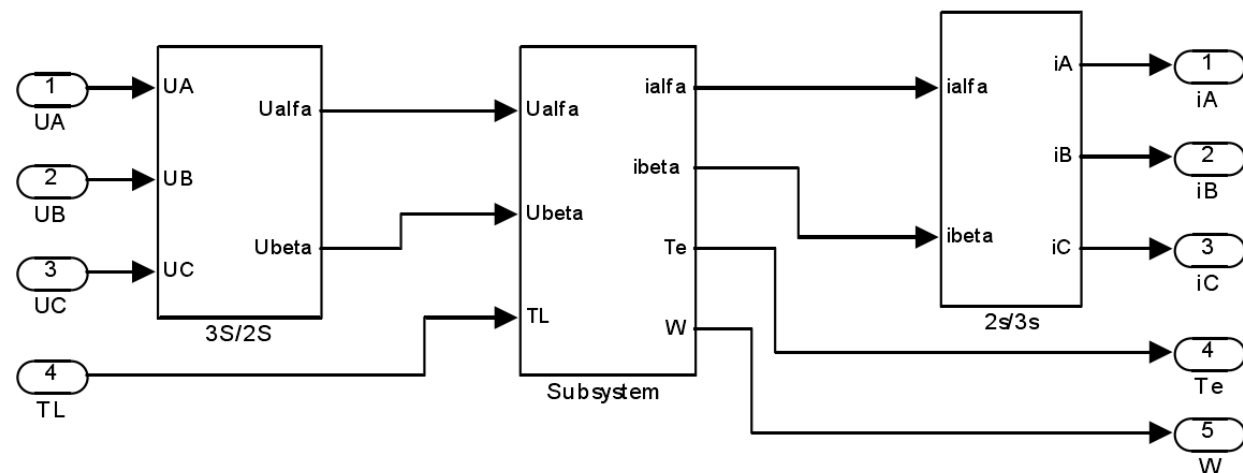 1
UA
2
UB
3
UC
4
TL
UA
UB
UC
Ualfa
Ubeta
3S/2S
Ualfa
Ubeta
TL
ialfa
ibeta
Te
W
Subsystem
ialfa
ibeta
iA
iB
iC
2s/3s
1
iA
2
iB
3
iC
4
Te
5
W